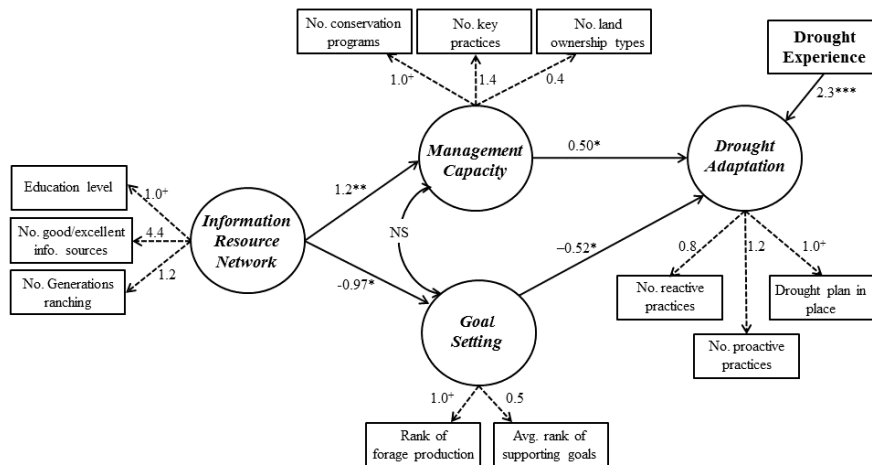 No. conservation
programs
No. key
practices
No. land
ownership types
Drought
Experience
1.0⁺
1.4
0.4
2.3***
Management
Capacity
0.50*
Drought
Adaptation
Education level
1.0⁺
1.2**
No. good/excellent
info. sources
4.4
Information
Resource
Network
NS
No. Generations
ranching
1.2
-0.97*
–0.52*
0.8
1.2
1.0⁺
Goal
Setting
No. reactive
practices
Drought plan in
place
No. proactive
practices
1.0⁺
0.5
Rank of
forage production
Avg. rank of
supporting goals